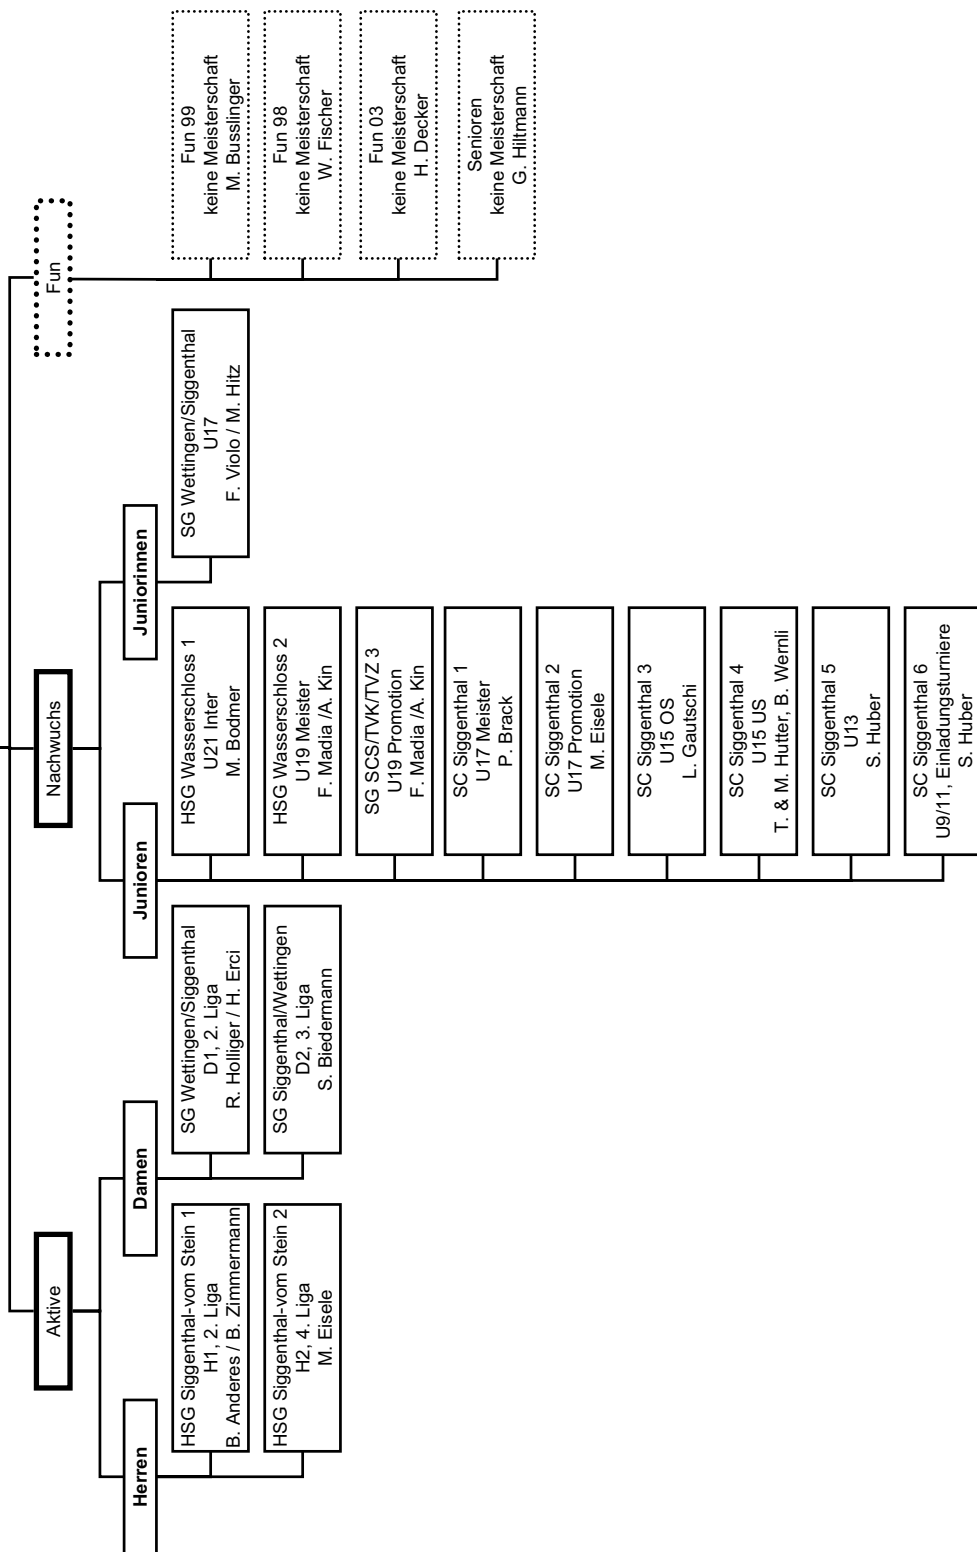 Aktive
Nachwuchs
Fun
Herren
Damen
Junioren
Juniorinnen
HSG Siggenthal-vom Stein 1
H1, 2. Liga
B. Anderes / B. Zimmermann
HSG Siggenthal-vom Stein 2
H2, 4. Liga
M. Eisele
SG Wettingen/Siggenthal
D1, 2. Liga
R. Holliger / H. Erci
SG Siggenthal/Wettingen
D2, 3. Liga
S. Biedermann
HSG Wasserschloss 1
U21 Inter
M. Bodmer
HSG Wasserschloss 2
U19 Meister
F. Madia /A. Kin
SG SCS/TVK/TVZ 3
U19 Promotion
F. Madia /A. Kin
SC Siggenthal 1
U17 Meister
P. Brack
SC Siggenthal 2
U17 Promotion
M. Eisele
SC Siggenthal 3
U15 OS
L. Gautschi
SC Siggenthal 4
U15 US
T. & M. Hutter, B. Wernli
SC Siggenthal 5
U13
S. Huber
SC Siggenthal 6
U9/11, Einladungsturniere
S. Huber
SG Wettingen/Siggenthal
U17
F. Violo / M. Hitz
Fun 99
keine Meisterschaft
M. Busslinger
Fun 98
keine Meisterschaft
W. Fischer
Fun 03
keine Meisterschaft
H. Decker
Senioren
keine Meisterschaft
G. Hiltmann